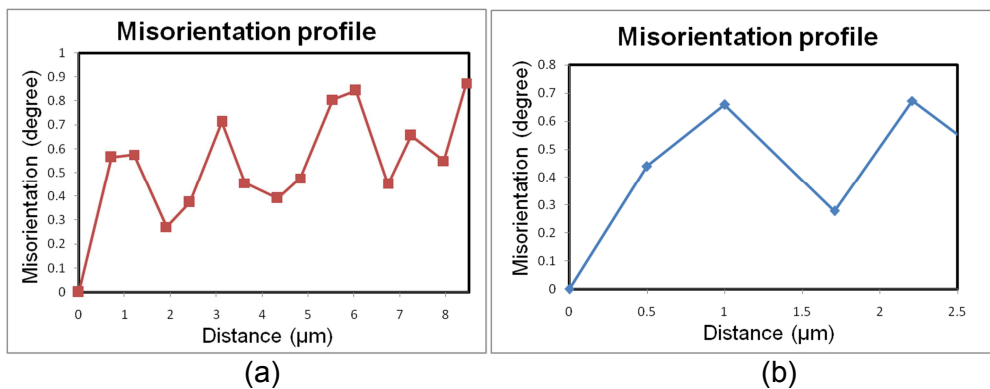 Misorientation profile
Misorientation (degree)
1
0.9
0.8
0.7
0.6
0.5
0.4
0.3
0.2
0.1
0
0 1 2 3 4 5 6 7 8
Distance (µm)
(a)
Misorientation profile
Misorientation (degree)
0.8
0.7
0.6
0.5
0.4
0.3
0.2
0.1
0
0 0.5 1 1.5 2 2.5
Distance (µm)
(b)